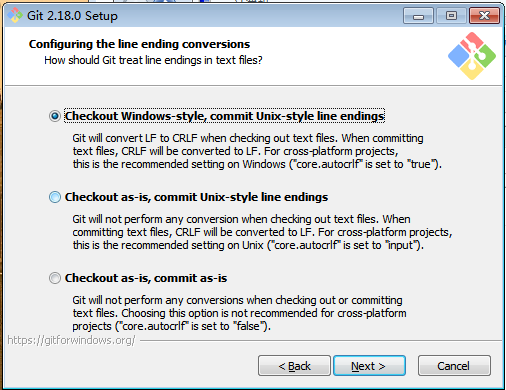 Git 2.18.0 Setup
Configuring the line ending conversions
How should Git treat line endings in text files?
Checkout Windows-style, commit Unix-style line endings
Git will convert LF to CRLF when checking out text files. When committing
text files, CRLF will be converted to LF. For cross-platform projects,
this is the recommended setting on Windows ("core.autocrlf" is set to "true").
Checkout as-is, commit Unix-style line endings
Git will not perform any conversion when checking out text files. When
committing text files, CRLF will be converted to LF. For cross-platform projects,
this is the recommended setting on Unix ("core.autocrlf" is set to "input").
Checkout as-is, commit as-is
Git will not perform any conversions when checking out or committing
text files. Choosing this option is not recommended for cross-platform
projects ("core.autocrlf" is set to "false").
https://gitforwindows.org/
< Back
Next >
Cancel